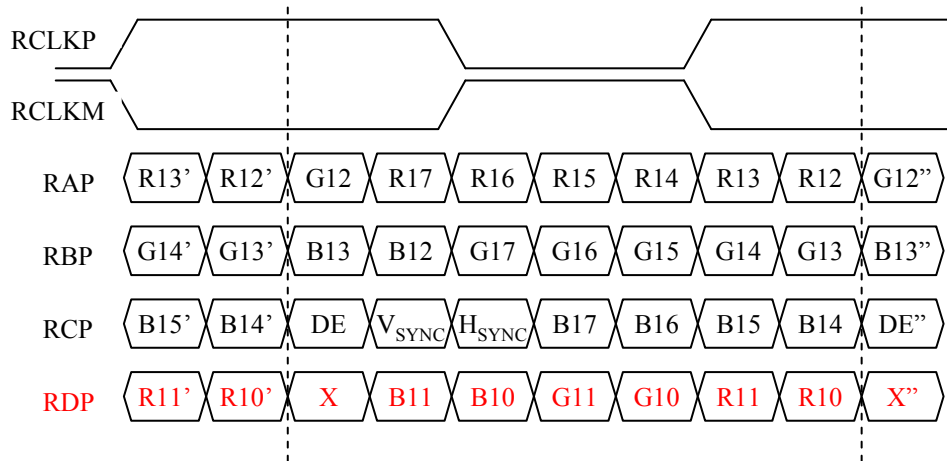 RCLKP
RCLKM
RAP R13’ R12’ G12 R17 R16 R15 R14 R13 R12 G12”
RBP G14’ G13’ B13 B12 G17 G16 G15 G14 G13 B13”
RCP B15’ B14’ DE VSYNC HSYNC B17 B16 B15 B14 DE”
RDP R11’ R10’ X B11 B10 G11 G10 R11 R10 X”